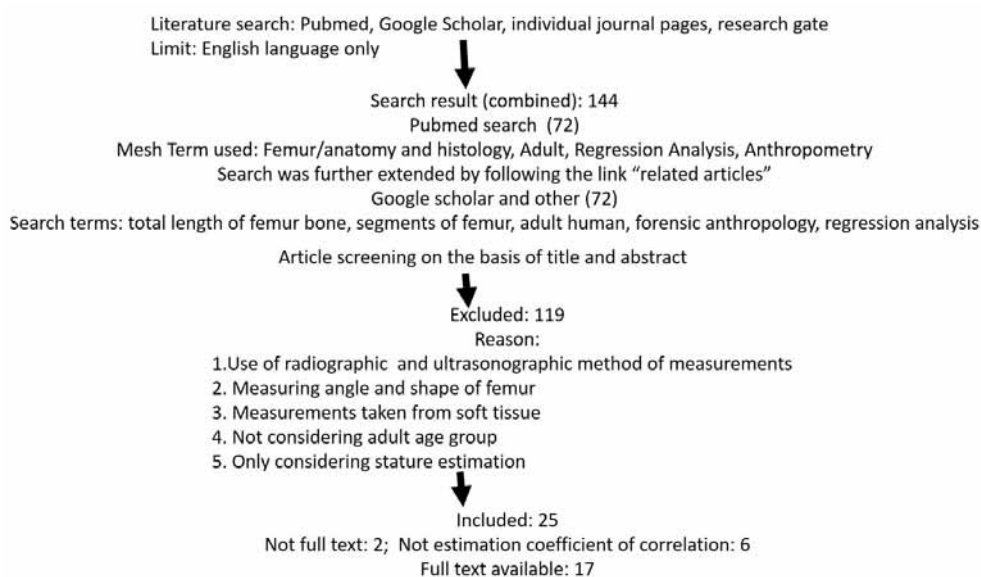 Literature search: Pubmed, Google Scholar, individual journal pages, research gate
Limit: English language only
Search result (combined): 144
Pubmed search (72)
Mesh Term used: Femur/anatomy and histology, Adult, Regression Analysis, Anthropometry
Search was further extended by following the link “related articles”
Google scholar and other (72)
Search terms: total length of femur bone, segments of femur, adult human, forensic anthropology, regression analysis
Article screening on the basis of title and abstract
Excluded: 119
Reason:
1.Use of radiographic and ultrasonographic method of measurements
2. Measuring angle and shape of femur
3. Measurements taken from soft tissue
4. Not considering adult age group
5. Only considering stature estimation
Included: 25
Not full text: 2; Not estimation coefficient of correlation: 6
Full text available: 17